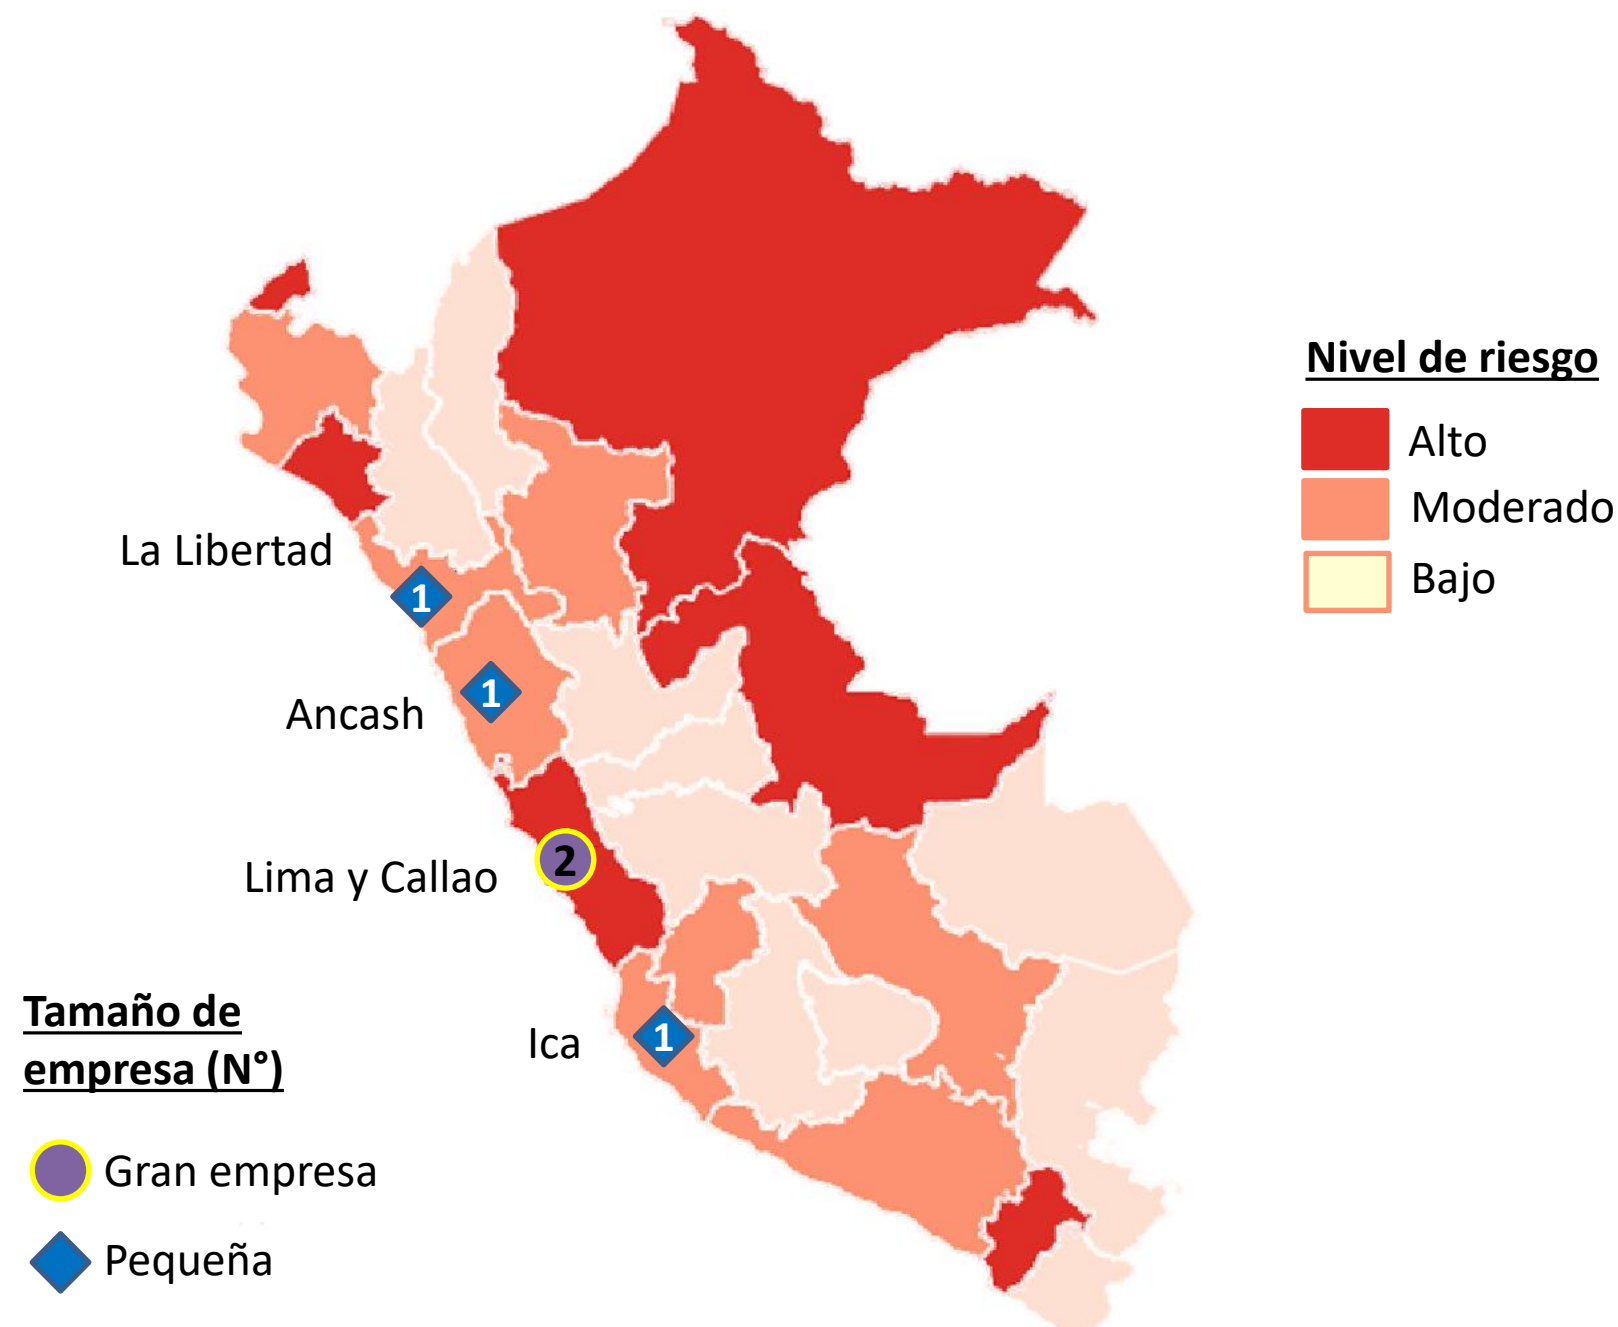 Nivel de riesgo
Alto
Moderado
Bajo
La Libertad
1
1
Ancash
2
Lima y Callao
1
Ica
Tamaño de
empresa (N°)
Gran empresa
Pequeña